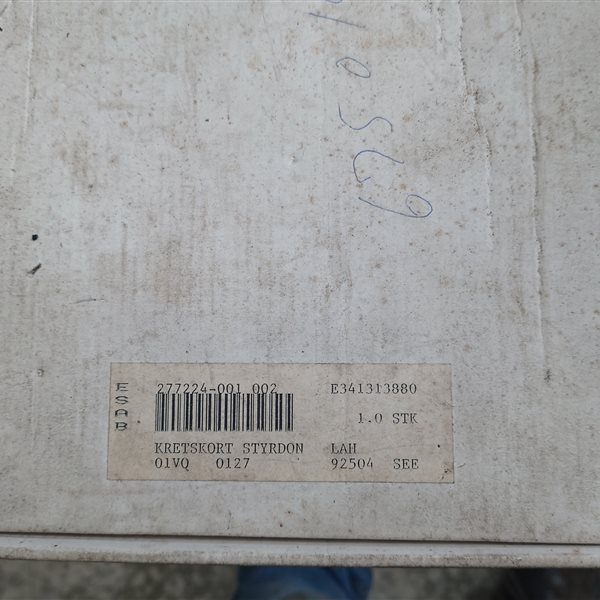 ESAB
277224-001 002 E341313880
1.0 STK
KRETSKORT STYRDON LAH
01VQ 0127 92504 SEE